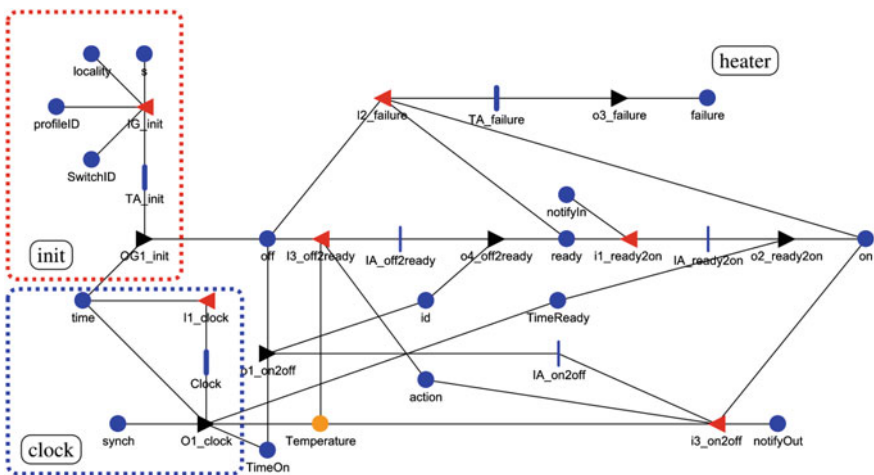 heater
locality
s
I2_failure
TA_failure
o3_failure
failure
profileID
IG_init
SwitchID
TA_init
notifyIn
init
OG1_init
off
I3_off2ready
IA_off2ready
o4_off2ready
ready
i1_ready2on
IA_ready2on
o2_ready2on
on
time
I1_clock
id
TimeReady
Clock
o1_on2off
IA_on2off
action
clock
synch
O1_clock
Temperature
i3_on2off
notifyOut
TimeOn